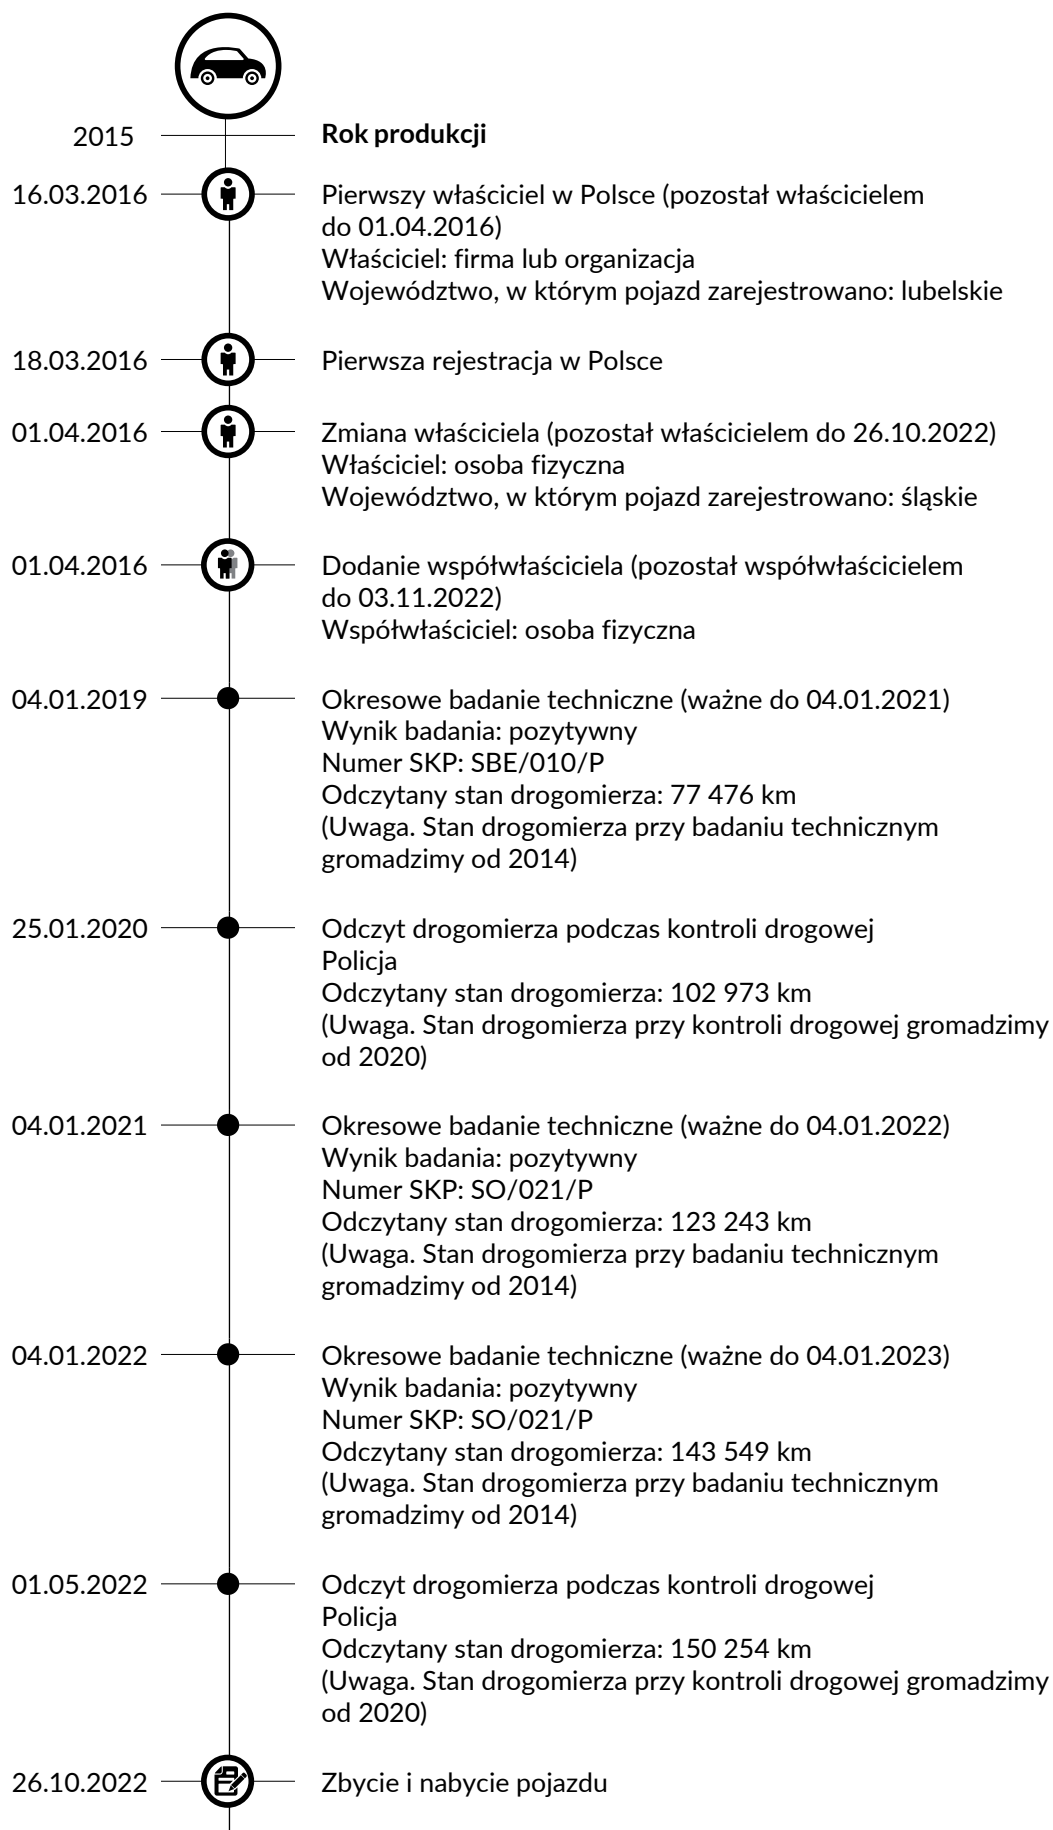 2015 Rok produkcji
16.03.2016 Pierwszy właściciel w Polsce (pozostał właścicielem
do 01.04.2016)
Właściciel: firma lub organizacja
Województwo, w którym pojazd zarejestrowano: lubelskie
18.03.2016 Pierwsza rejestracja w Polsce
01.04.2016 Zmiana właściciela (pozostał właścicielem do 26.10.2022)
Właściciel: osoba fizyczna
Województwo, w którym pojazd zarejestrowano: śląskie
01.04.2016 Dodanie współwłaściciela (pozostał współwłaścicielem
do 03.11.2022)
Współwłaściciel: osoba fizyczna
04.01.2019 Okresowe badanie techniczne (ważne do 04.01.2021)
Wynik badania: pozytywny
Numer SKP: SBE/010/P
Odczytany stan drogomierza: 77 476 km
(Uwaga. Stan drogomierza przy badaniu technicznym
gromadzimy od 2014)
25.01.2020 Odczyt drogomierza podczas kontroli drogowej
Policja
Odczytany stan drogomierza: 102 973 km
(Uwaga. Stan drogomierza przy kontroli drogowej gromadzimy
od 2020)
04.01.2021 Okresowe badanie techniczne (ważne do 04.01.2022)
Wynik badania: pozytywny
Numer SKP: SO/021/P
Odczytany stan drogomierza: 123 243 km
(Uwaga. Stan drogomierza przy badaniu technicznym
gromadzimy od 2014)
04.01.2022 Okresowe badanie techniczne (ważne do 04.01.2023)
Wynik badania: pozytywny
Numer SKP: SO/021/P
Odczytany stan drogomierza: 143 549 km
(Uwaga. Stan drogomierza przy badaniu technicznym
gromadzimy od 2014)
01.05.2022 Odczyt drogomierza podczas kontroli drogowej
Policja
Odczytany stan drogomierza: 150 254 km
(Uwaga. Stan drogomierza przy kontroli drogowej gromadzimy
od 2020)
26.10.2022 Zbycie i nabycie pojazdu